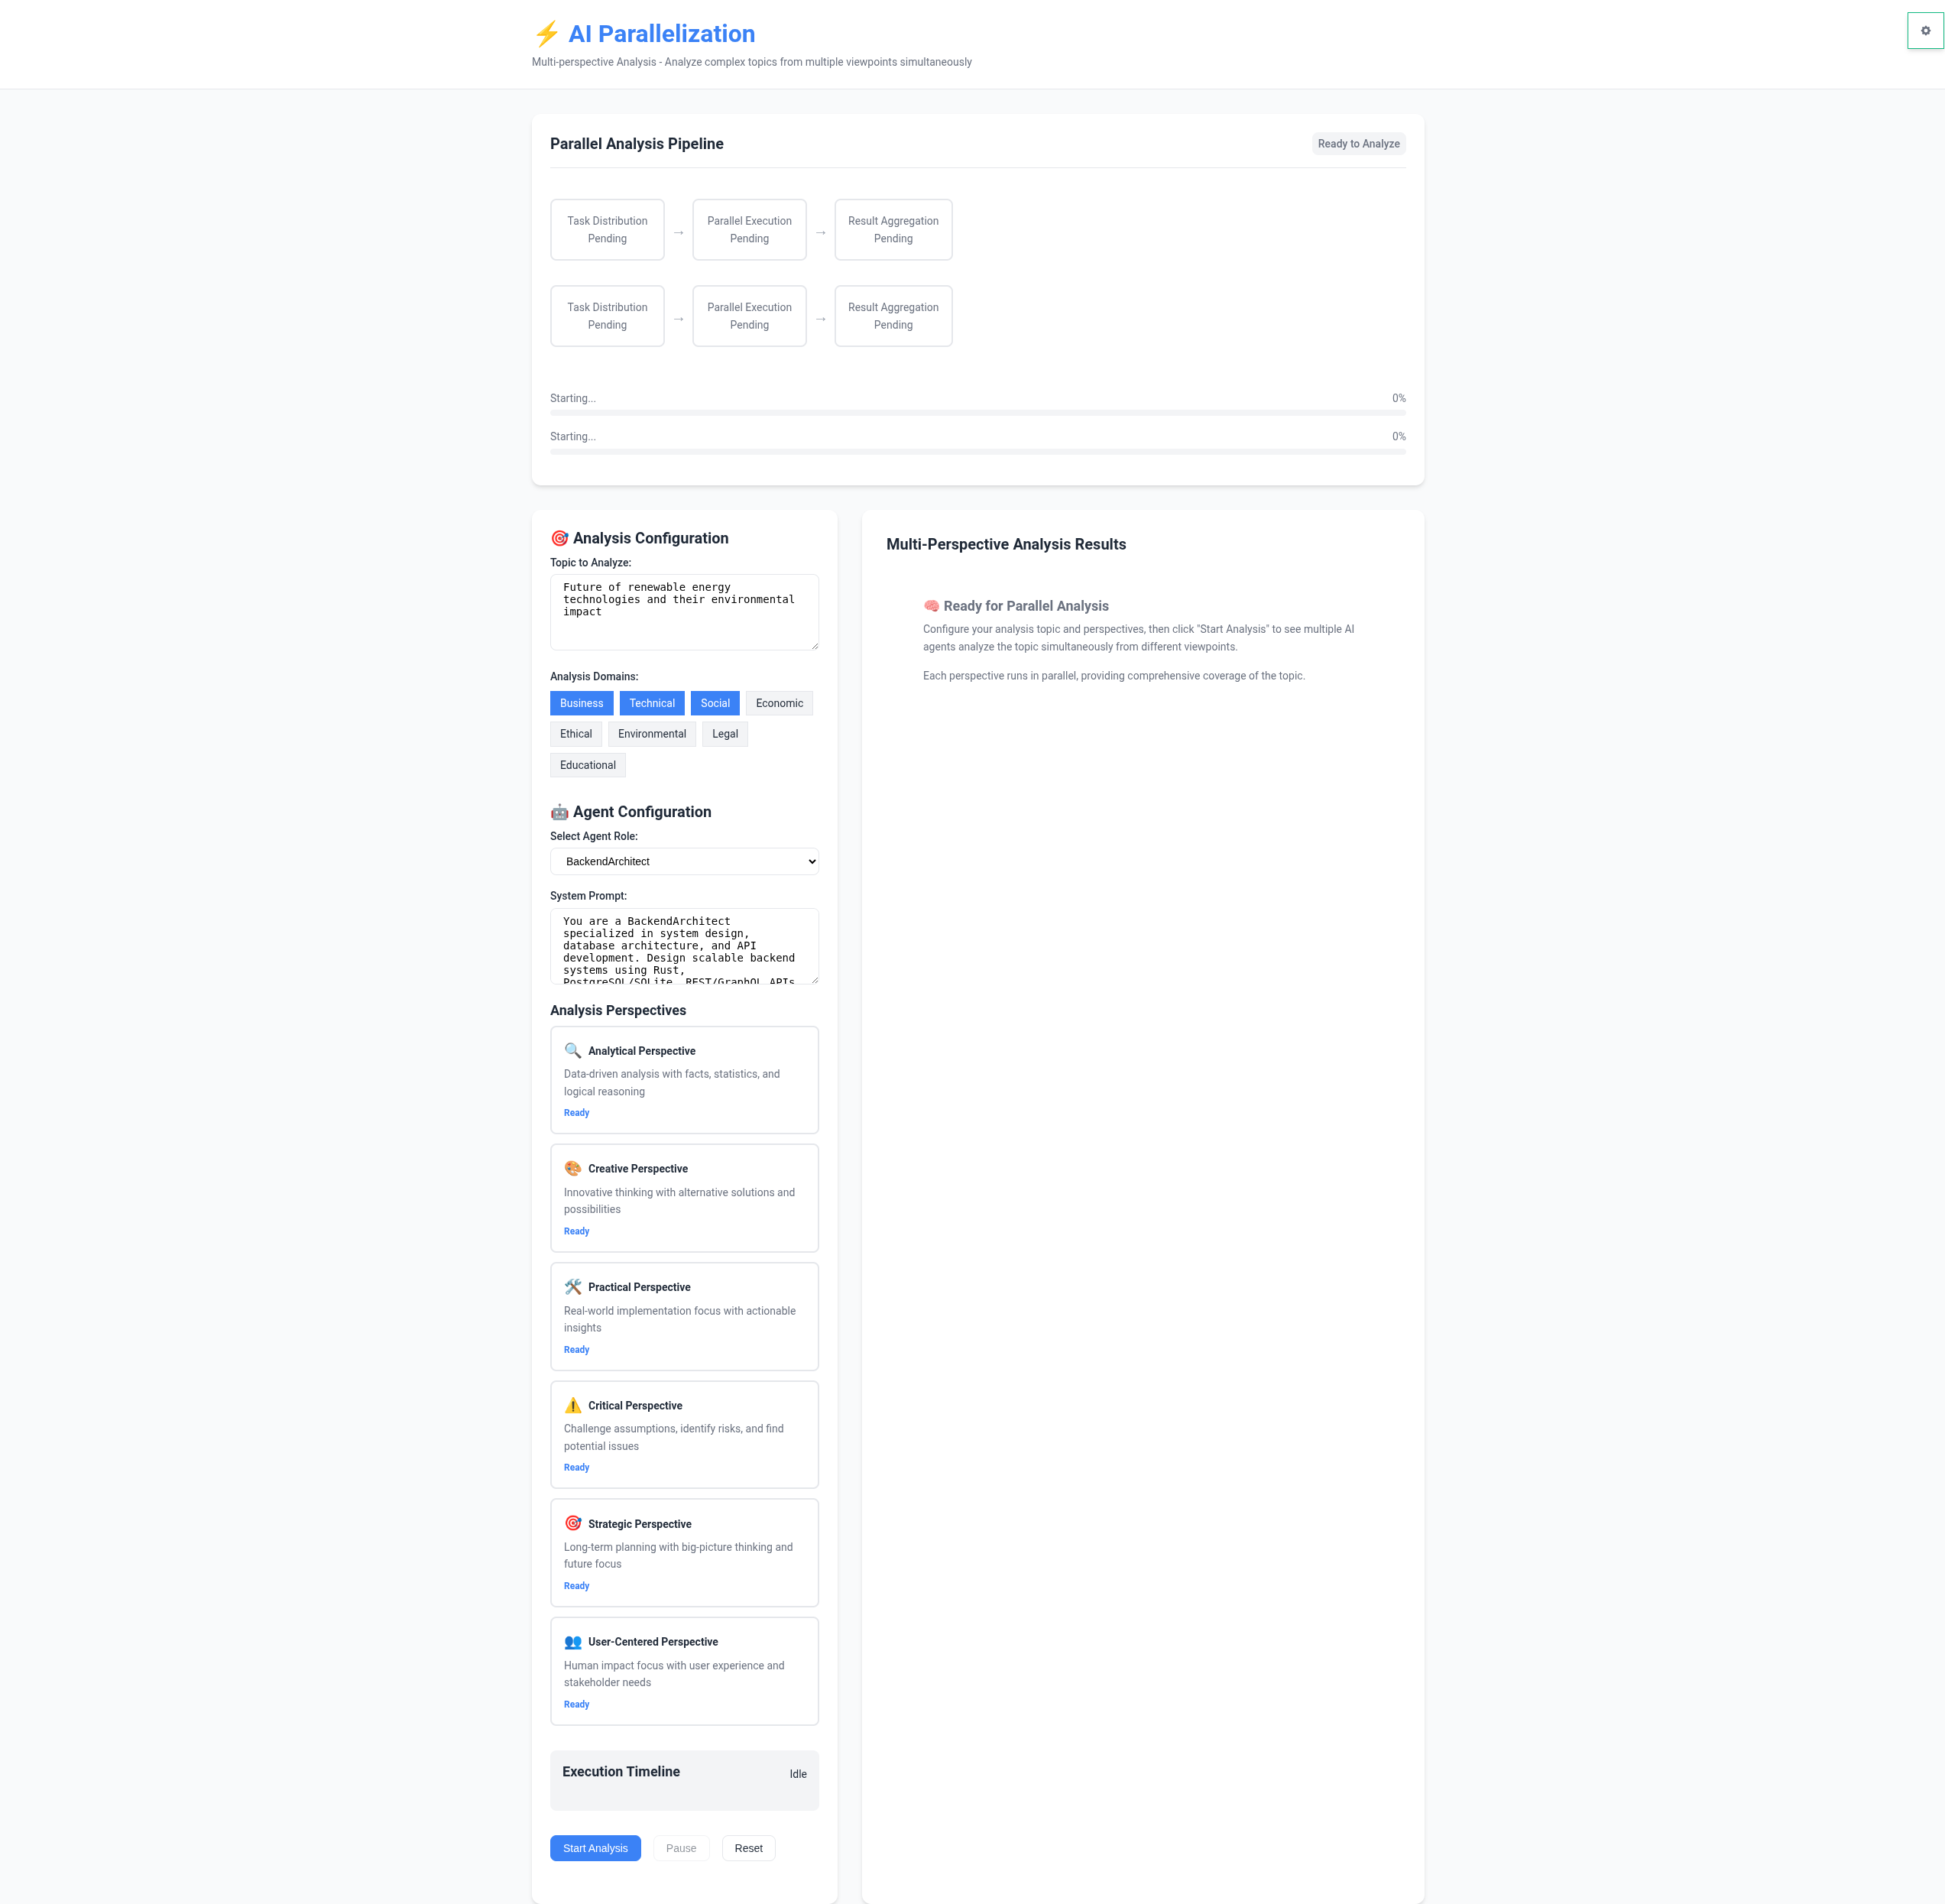 ⚡ AI Parallelization
Multi-perspective Analysis - Analyze complex topics from multiple viewpoints simultaneously
Parallel Analysis Pipeline
Ready to Analyze
Task Distribution
Pending
→
Parallel Execution
Pending
→
Result Aggregation
Pending
Task Distribution
Pending
→
Parallel Execution
Pending
→
Result Aggregation
Pending
Starting...
0%
Starting...
0%
🎯 Analysis Configuration
Topic to Analyze:
Future of renewable energy
technologies and their environmental
impact
Analysis Domains:
Business
Technical
Social
Economic
Ethical
Environmental
Legal
Educational
🤖 Agent Configuration
Select Agent Role:
BackendArchitect
System Prompt:
You are a BackendArchitect
specialized in system design,
database architecture, and API
development. Design scalable backend
systems using Rust,
PostgreSQL/SQLite, REST/GraphQL APIs
Analysis Perspectives
🔍 Analytical Perspective
Data-driven analysis with facts, statistics, and
logical reasoning
Ready
🎨 Creative Perspective
Innovative thinking with alternative solutions and
possibilities
Ready
🛠️ Practical Perspective
Real-world implementation focus with actionable
insights
Ready
⚠️ Critical Perspective
Challenge assumptions, identify risks, and find
potential issues
Ready
🎯 Strategic Perspective
Long-term planning with big-picture thinking and
future focus
Ready
👥 User-Centered Perspective
Human impact focus with user experience and
stakeholder needs
Ready
Execution Timeline
Idle
Start Analysis
Pause
Reset
Multi-Perspective Analysis Results
🧠 Ready for Parallel Analysis
Configure your analysis topic and perspectives, then click "Start Analysis" to see multiple AI
agents analyze the topic simultaneously from different viewpoints.
Each perspective runs in parallel, providing comprehensive coverage of the topic.